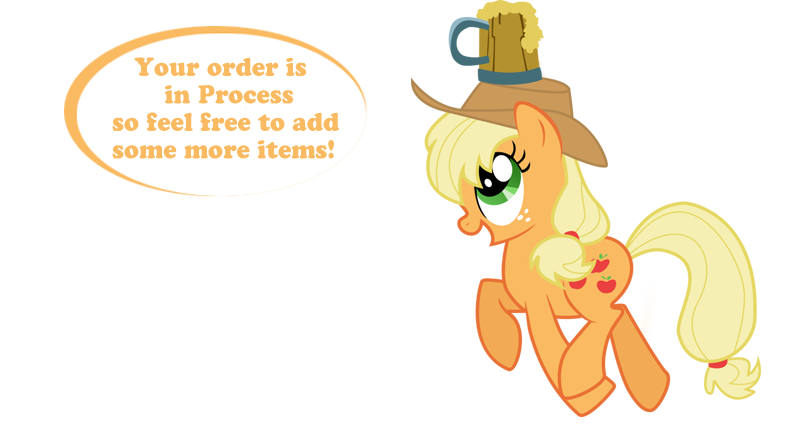 Your order is
in Process
so feel free to add
some more items!